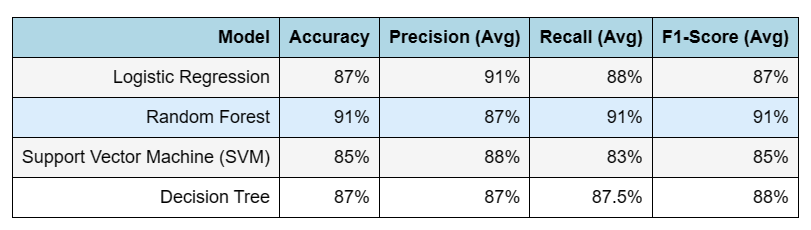 Model Accuracy Precision (Avg) Recall (Avg) F1-Score (Avg)
Logistic Regression 87% 91% 88% 87%
Random Forest 91% 87% 91% 91%
Support Vector Machine (SVM) 85% 88% 83% 85%
Decision Tree 87% 87% 87.5% 88%